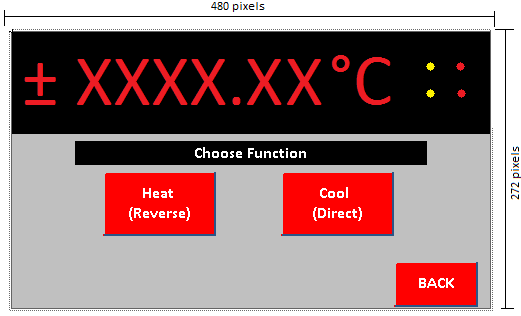 480 pixels
± XXXX.XX°C
Choose Function
Heat
(Reverse)
Cool
(Direct)
272 pixels
BACK